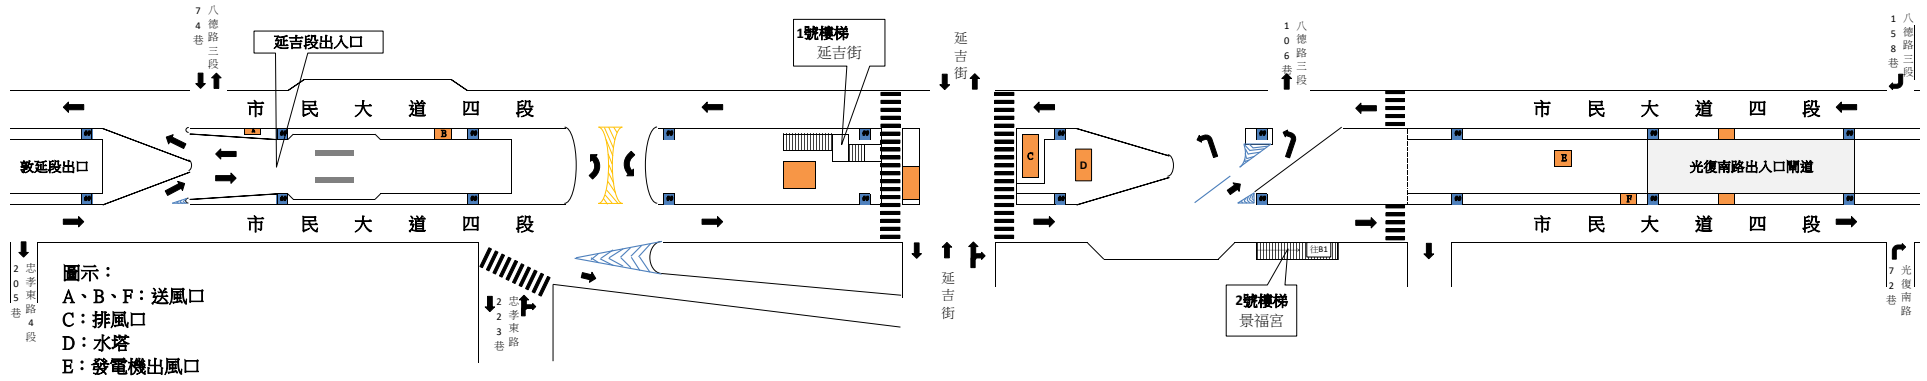 八德路三段
74巷
延吉段出入口
1號樓梯
延吉街
延吉街
八德路三段
106巷
八德路三段
158巷
市民大道四段
市民大道四段
A
B
C
D
E
F
敦延段出口
光復南路出入口閘道
市民大道四段
市民大道四段
往B1
忠孝東路4段
205巷
忠孝東路
223巷
延吉街
2號樓梯
景福宮
光復南路
72巷
圖示：
A、B、F：送風口
C：排風口
D：水塔
E：發電機出風口